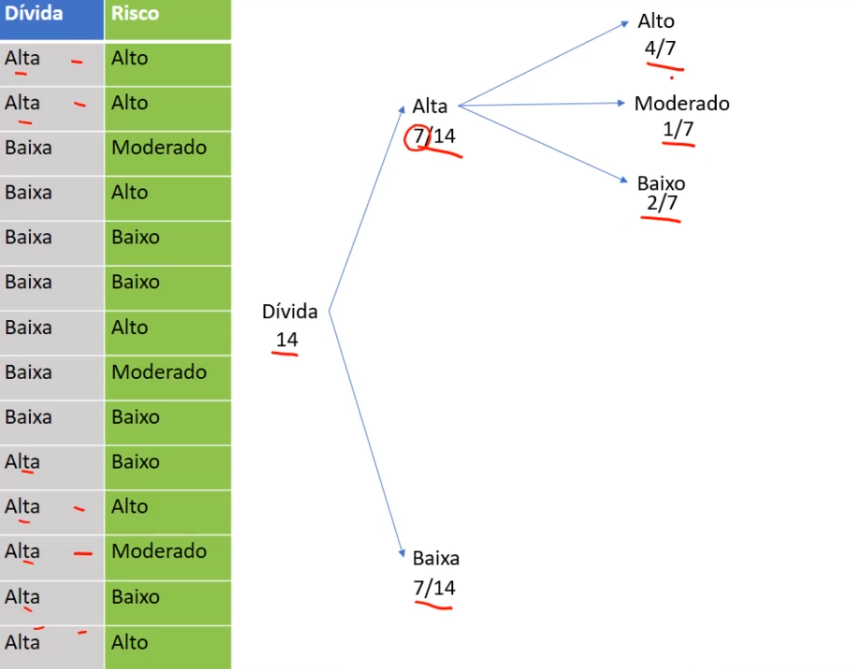 Dívida Risco
Alta Alto
Alta Alto
Baixa Moderado
Baixa Alto
Baixa Baixo
Baixa Baixo
Baixa Alto
Baixa Moderado
Baixa Baixo
Alta Baixo
Alta Alto
Alta Moderado
Alta Baixo
Alta Alto
Dívida
14
Alta
7/14
Alto
4/7
Moderado
1/7
Baixo
2/7
Baixa
7/14